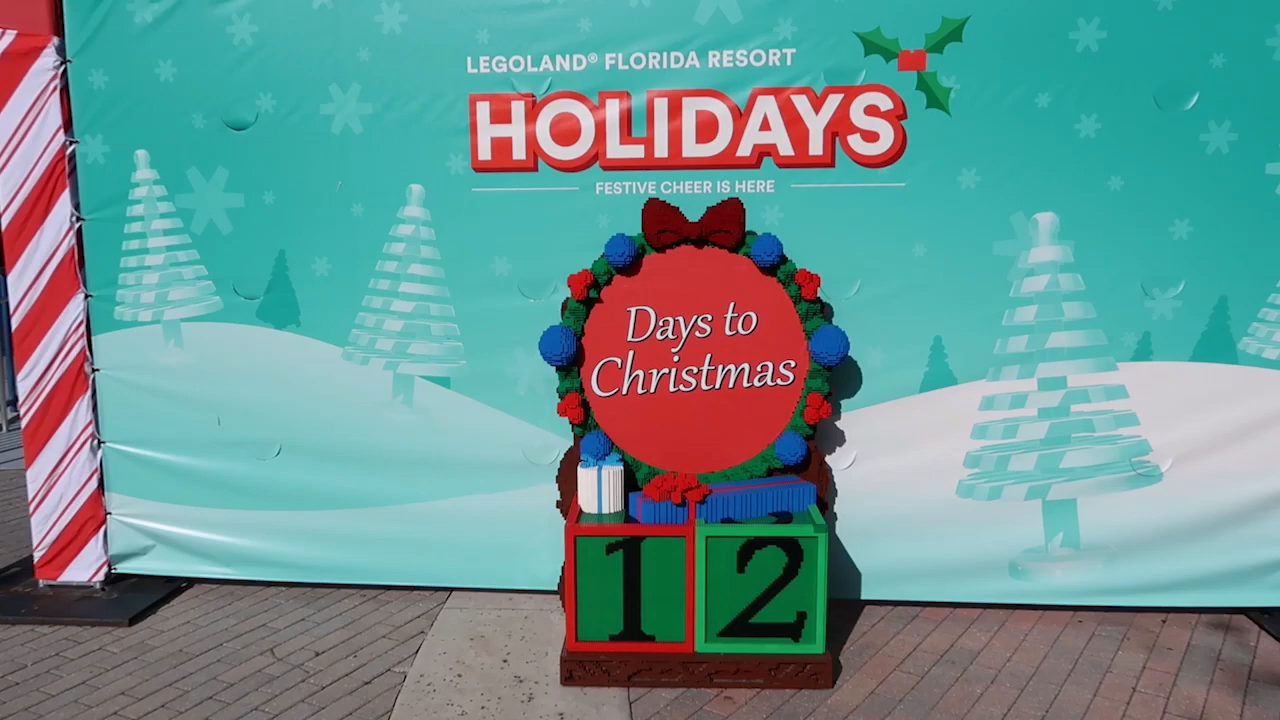 LEGOLAND® FLORIDA RESORT
HOLIDAYS
FESTIVE CHEER IS HERE
Days to
Christmas
12